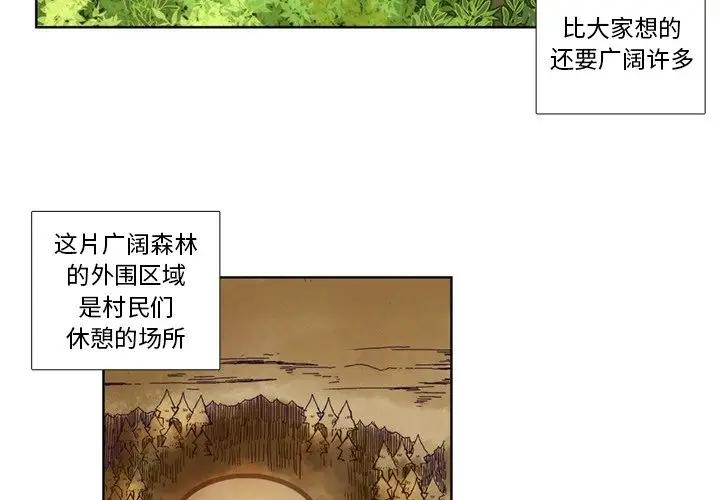 比大家想的
还要广阔许多
这片广阔森林
的外围区域
是村民们
休憩的场所